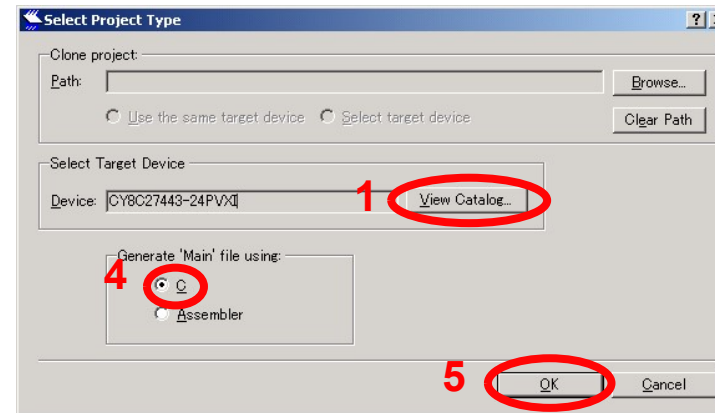 Select Project Type
Clone project:
Path:
Browse...
Use the same target device
Select target device
Clear Path
Select Target Device
Device: CY8C27443-24PVXI
1
View Catalog...
Generate 'Main' file using:
4
C
Assembler
5
OK
Cancel